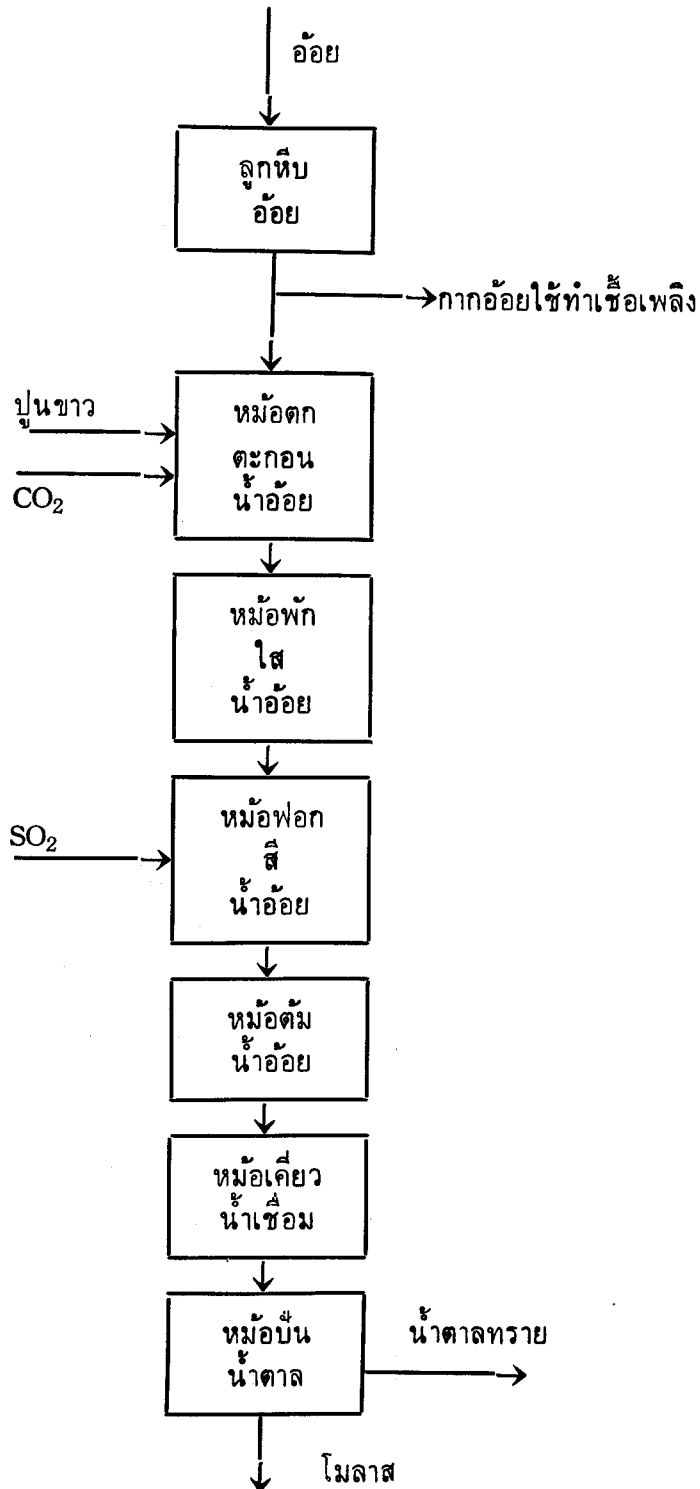 อ้อย
ลูกหีบ
อ้อย
กากอ้อยใช้ทำเชื้อเพลิง
ปูนขาว
CO₂
หม้อตก
ตะกอน
น้ำอ้อย
หม้อพัก
ใส
น้ำอ้อย
SO₂
หม้อฟอก
สี
น้ำอ้อย
หม้อต้ม
น้ำอ้อย
หม้อเคี่ยว
น้ำเชื่อม
หม้อปั่น
น้ำตาล
น้ำตาลทราย
โมลาส